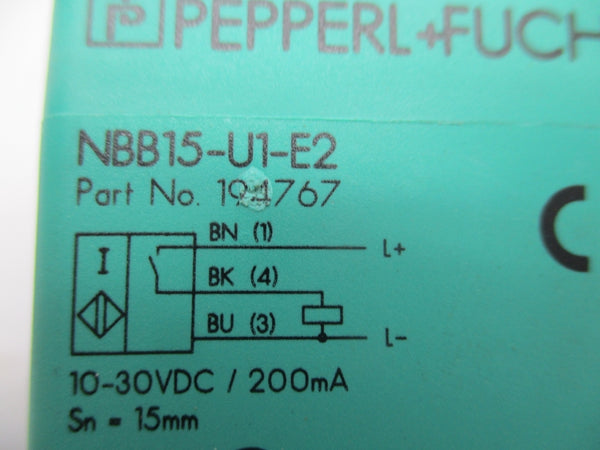 PEPPERL+FUCH
NBB15-U1-E2
Part No. 194767
I
BN (1)
L+
BK (4)
BU (3)
L-
10-30VDC / 200mA
Sn = 15mm